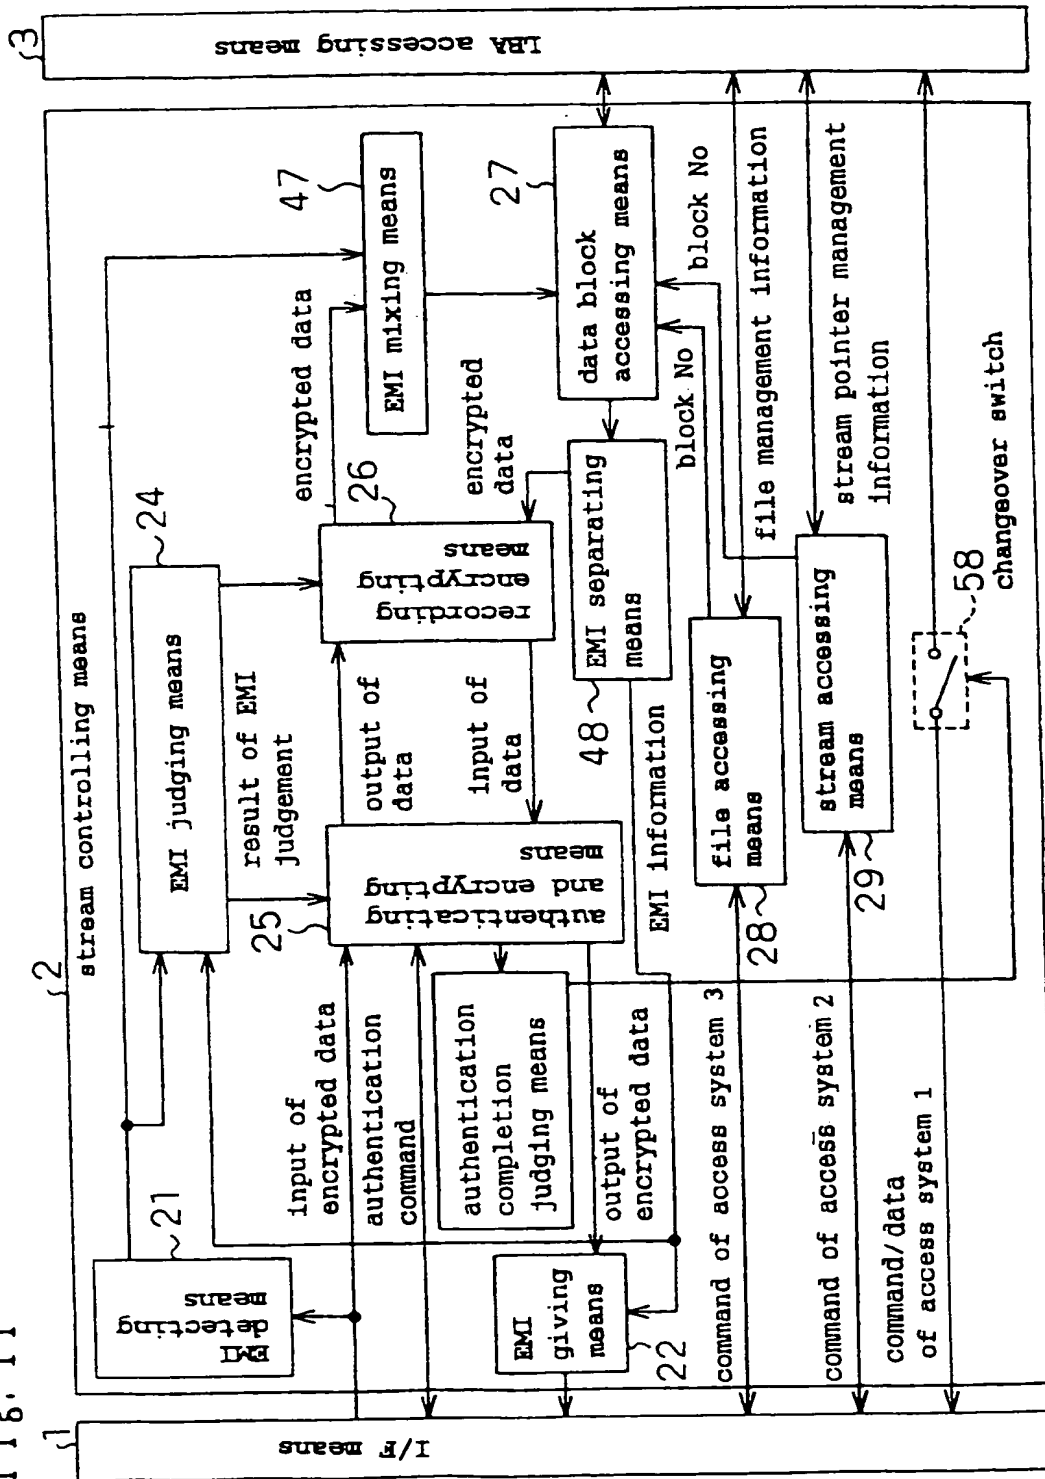 Fig. 11
1
I/F means
2
stream controlling means
3
LBA accessing means
21
EMI
detecting
means
24
EMI judging means
result of EMI
judgement
25
authenticating
and encrypting
means
input of
encrypted data
authentication
command
output of
data
input of
data
26
recording
encrypting
means
encrypted data
encrypted
data
47
EMI mixing means
27
data block
accessing means
48
EMI separating
means
EMI information
authentication
completion
judging means
output of
encrypted data
22
EMI
giving
means
block No
block No
file management information
28
file accessing
means
command of access system 3
stream pointer management
information
29
stream accessing
means
command of access system 2
command/data
of access system 1
58
changeover switch